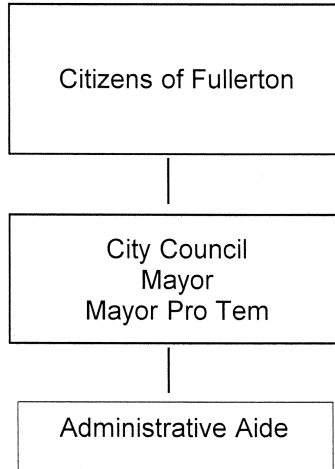 Citizens of Fullerton
City Council
Mayor
Mayor Pro Tem
Administrative Aide